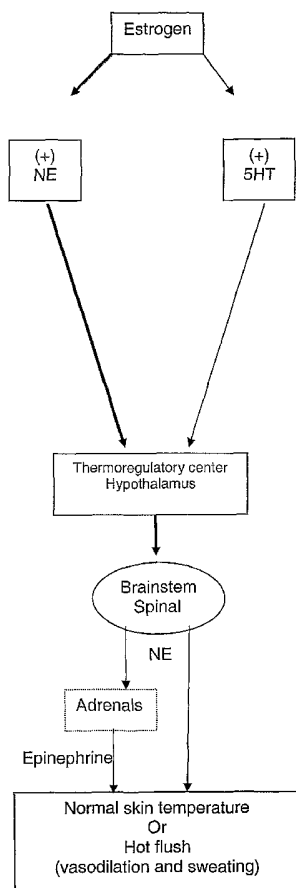 Estrogen
(+)
NE
(+)
5HT
Thermoregulatory center
Hypothalamus
Brainstem
Spinal
NE
Adrenals
Epinephrine
Normal skin temperature
Or
Hot flush
(vasodilation and sweating)